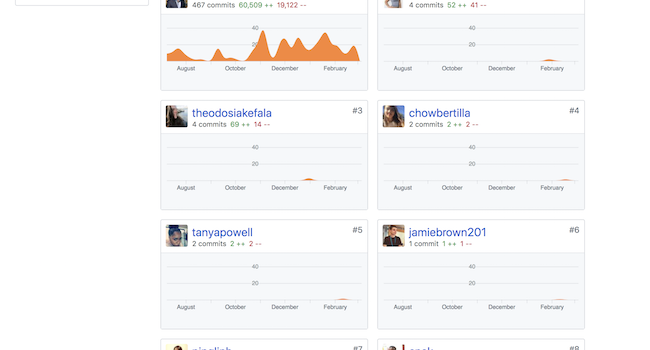 467 commits 60,509 ++ 19,122 --
4 commits 52 ++ 41 --
40
20
August October December February
40
20
August October December February
theodosiakefala #3
4 commits 69 ++ 14 --
chowbertilla #4
2 commits 2 ++ 2 --
40
20
August October December February
40
20
August October December February
tanyapowell #5
2 commits 2 ++ 2 --
jamiebrown201 #6
1 commit 1 ++ 1 --
40
20
August October December February
40
20
August October December February
#7
#8